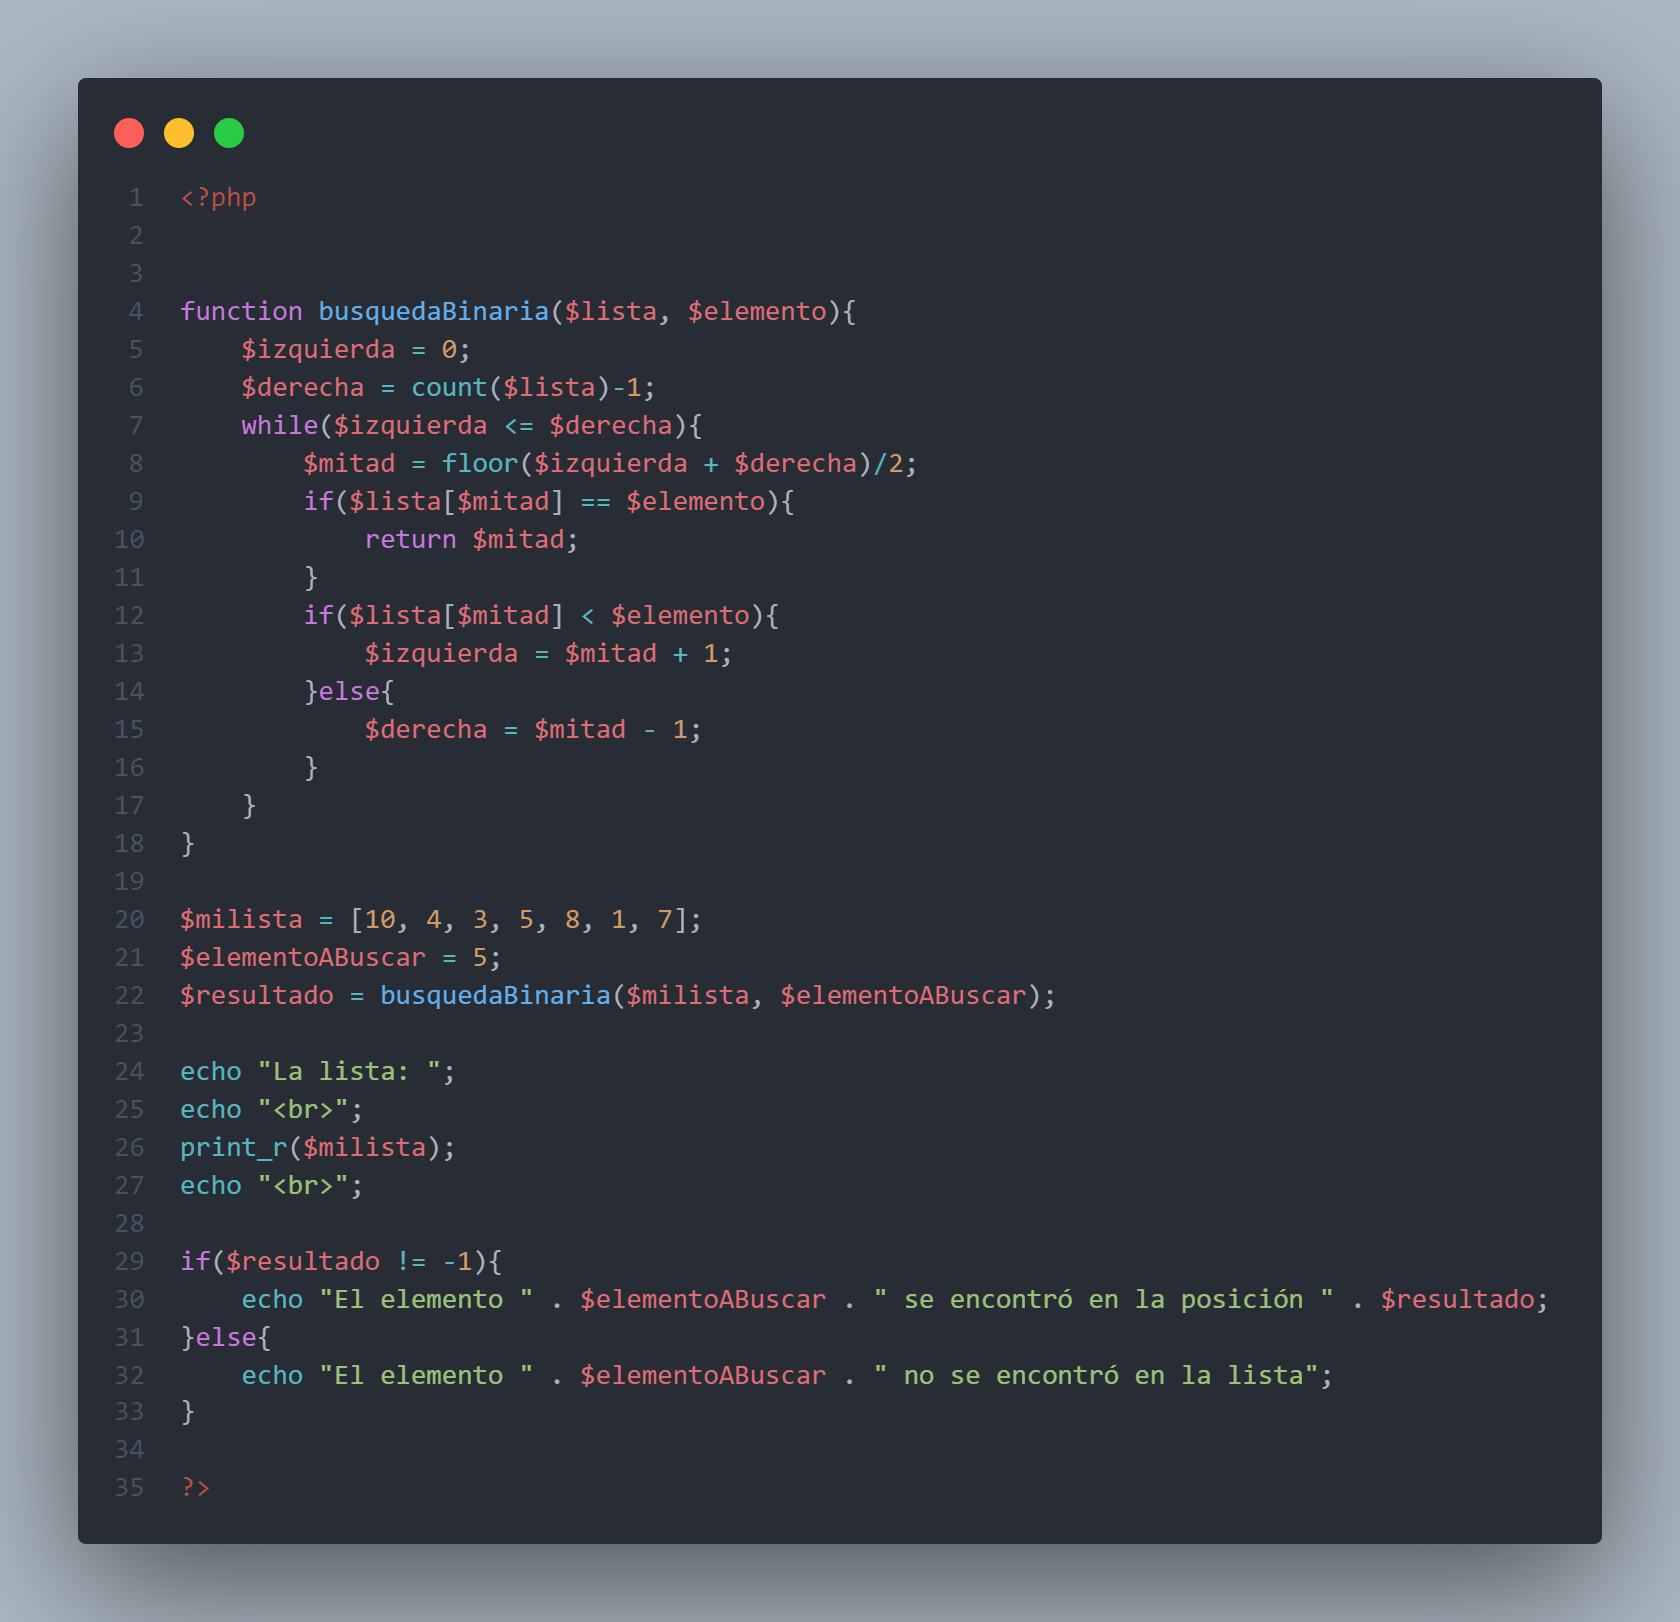 1 <?php
2
3
4 function busquedaBinaria($lista, $elemento){
5     $izquierda = 0;
6     $derecha = count($lista)-1;
7     while($izquierda <= $derecha){
8         $mitad = floor($izquierda + $derecha)/2;
9         if($lista[$mitad] == $elemento){
10             return $mitad;
11         }
12         if($lista[$mitad] < $elemento){
13             $izquierda = $mitad + 1;
14         }else{
15             $derecha = $mitad - 1;
16         }
17     }
18 }
19
20 $milista = [10, 4, 3, 5, 8, 1, 7];
21 $elementoABuscar = 5;
22 $resultado = busquedaBinaria($milista, $elementoABuscar);
23
24 echo "La lista: ";
25 echo "<br>";
26 print_r($milista);
27 echo "<br>";
28
29 if($resultado != -1){
30     echo "El elemento " . $elementoABuscar . " se encontró en la posición " . $resultado;
31 }else{
32     echo "El elemento " . $elementoABuscar . " no se encontró en la lista";
33 }
34
35 ?>